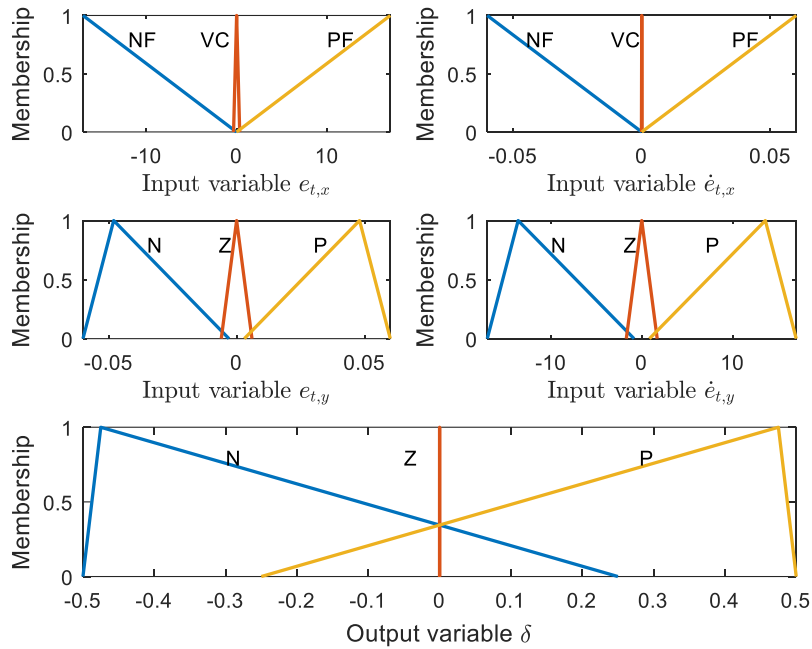 1 NF VC PF
0.5
0
Membership
-10 0 10
Input variable e_{t,x}
1 NF VC PF
0.5
0
Membership
-0.05 0 0.05
Input variable ė_{t,x}
1 N Z P
0.5
0
Membership
-0.05 0 0.05
Input variable e_{t,y}
1 N Z P
0.5
0
Membership
-10 0 10
Input variable ė_{t,y}
1
N Z P
0.5
0
Membership
-0.5 -0.4 -0.3 -0.2 -0.1 0 0.1 0.2 0.3 0.4 0.5
Output variable δ